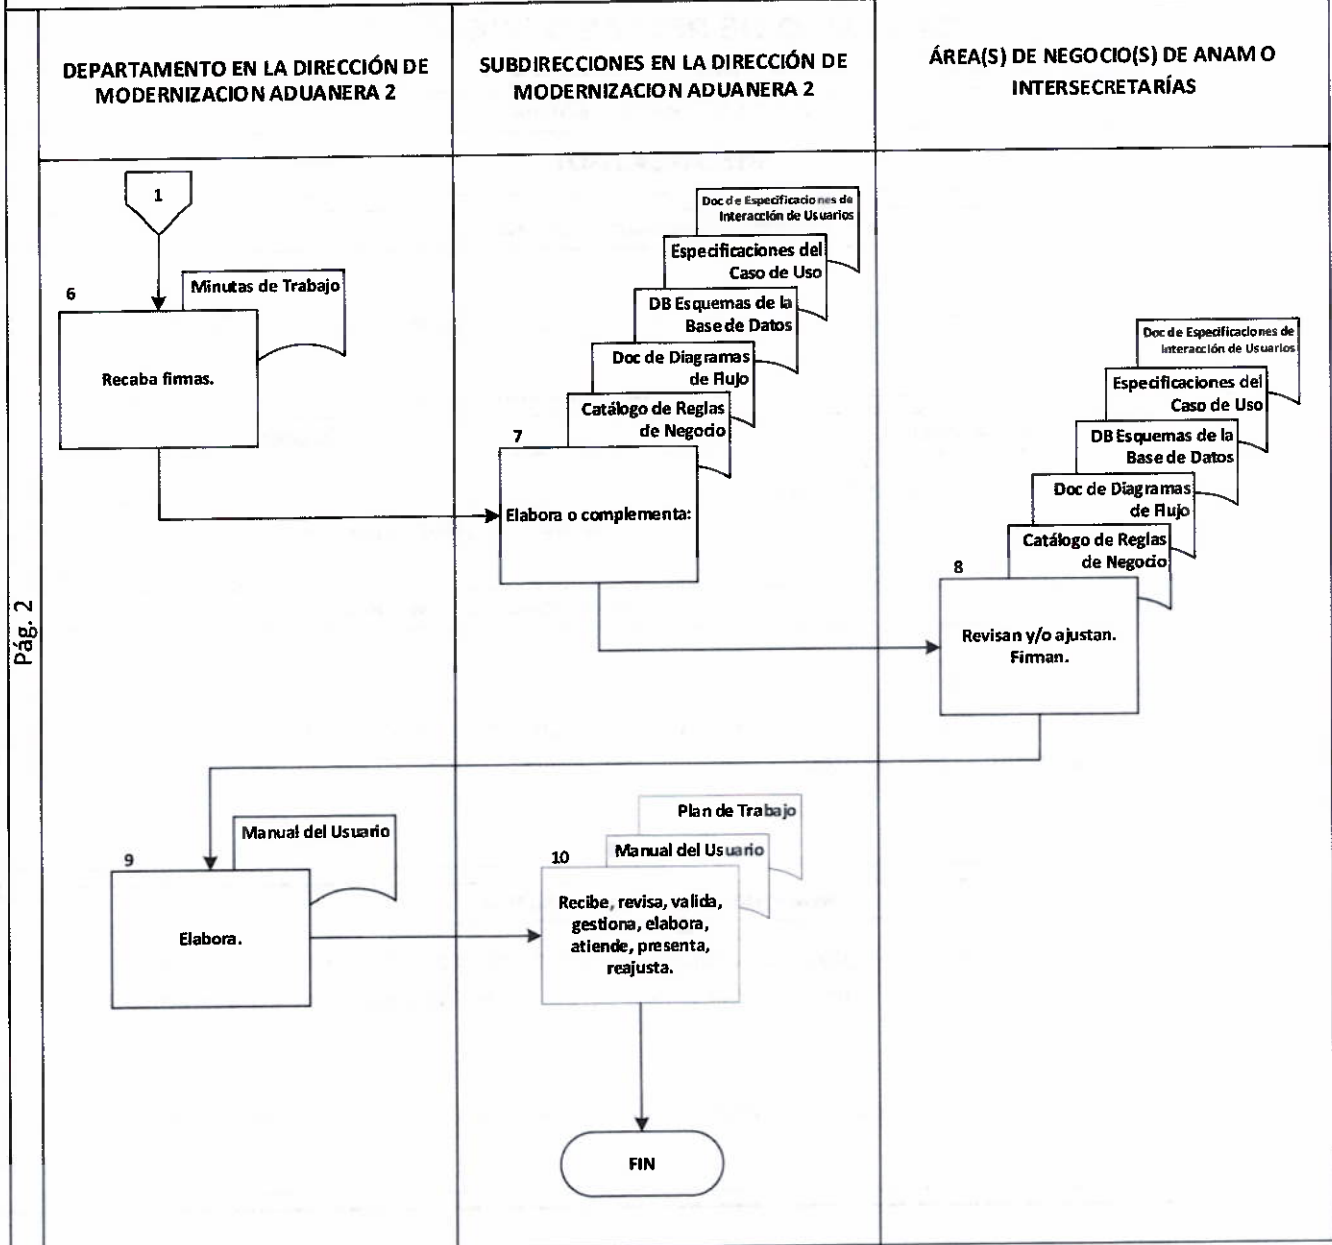 DEPARTAMENTO EN LA DIRECCIÓN DE
MODERNIZACION ADUANERA 2
SUBDIRECCIONES EN LA DIRECCIÓN DE
MODERNIZACION ADUANERA 2
ÁREA(S) DE NEGOCIO(S) DE ANAM O
INTERSECRETARÍAS
Pág. 2
1
6
Minutas de Trabajo
Recaba firmas.
Doc de Especificaciones de
Interacción de Usuarios
Especificaciones del
Caso de Uso
DB Esquemas de la
Base de Datos
Doc de Diagramas
de Flujo
Catálogo de Reglas
de Negocio
7
Elabora o complementa:
Doc de Especificaciones de
Interacción de Usuarios
Especificaciones del
Caso de Uso
DB Esquemas de la
Base de Datos
Doc de Diagramas
de Flujo
Catálogo de Reglas
de Negocio
8
Revisan y/o ajustan.
Firman.
9
Manual del Usuario
Elabora.
Plan de Trabajo
Manual del Usuario
10
Recibe, revisa, valida,
gestiona, elabora,
atiende, presenta,
reajusta.
FIN